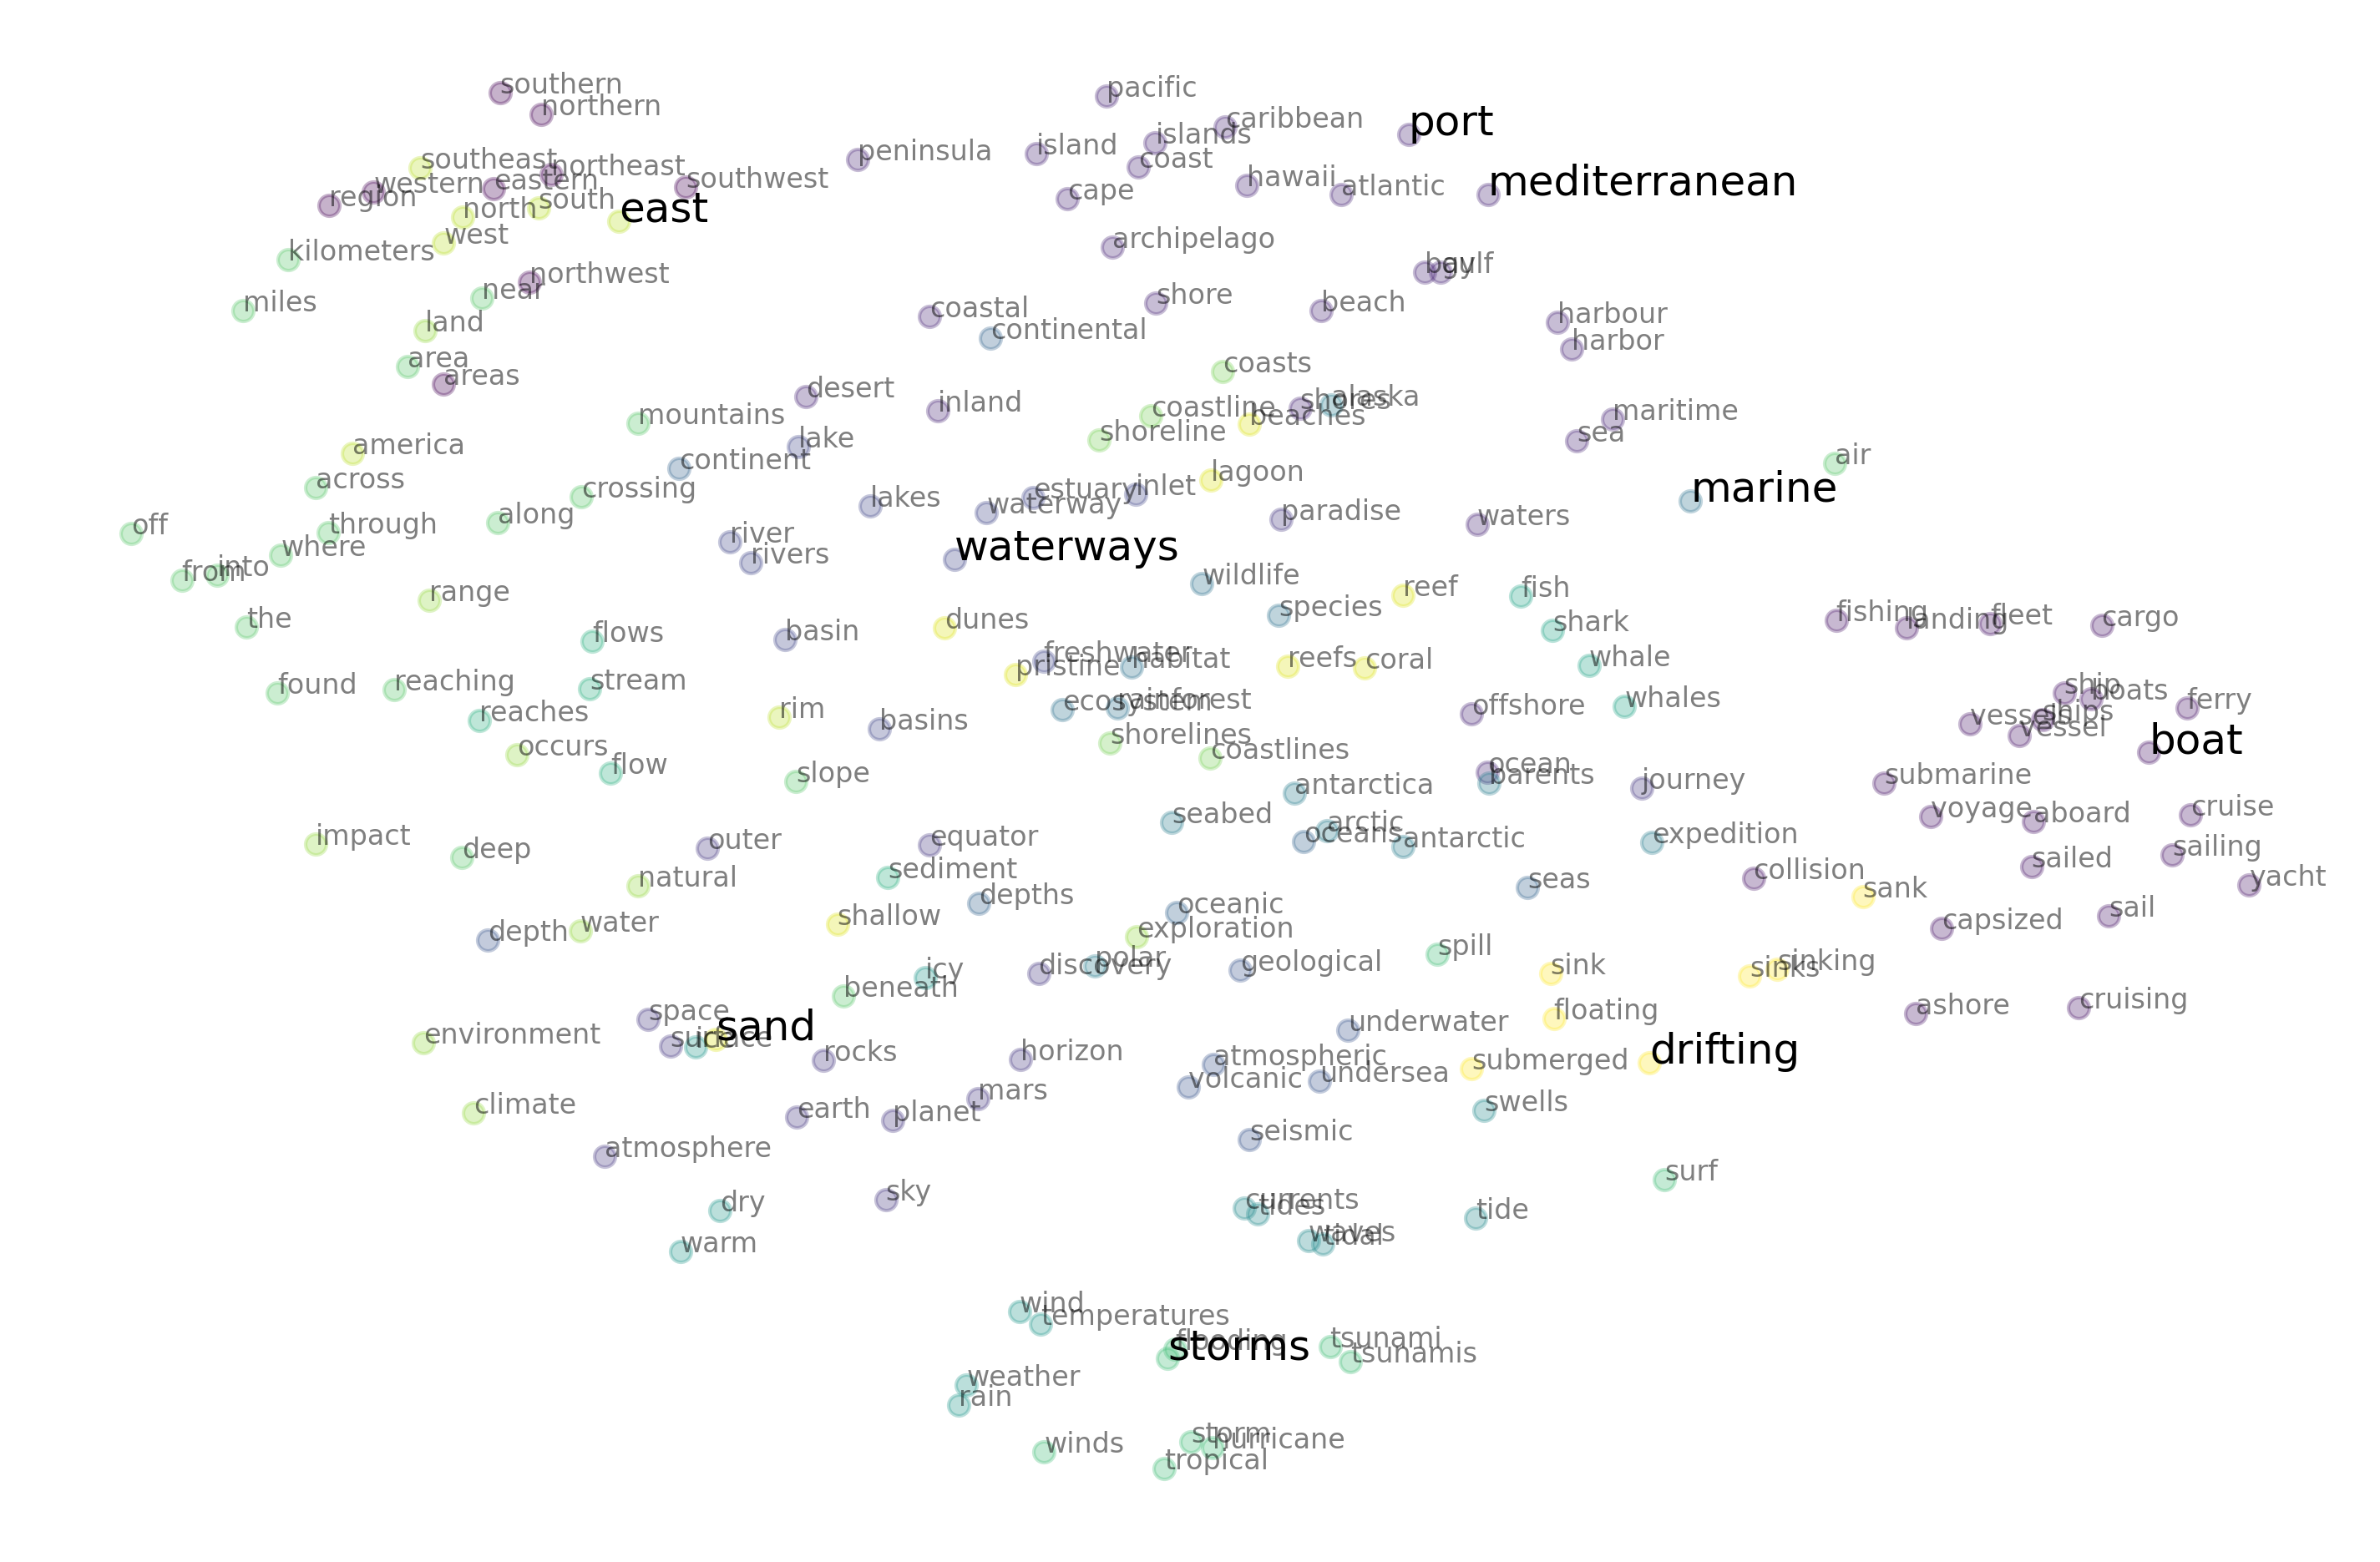 southern
northern
pacific
caribbean
port
islands
island
coast
peninsula
southeast
northeast
southwest
western
eastern
region
north
south
east
west
cape
hawaii
atlantic
mediterranean
archipelago
kilometers
northwest
near
miles
land
area
areas
bay
gulf
shore
beach
coastal
continental
harbour
harbor
coasts
desert
inland
mountains
lake
continent
coastline
shoreline
shores
alaska
beaches
maritime
sea
air
marine
america
across
crossing
along
off
through
where
from
into
the
range
river
rivers
lakes
waterway
estuary
inlet
lagoon
paradise
waters
waterways
wildlife
species
reef
fish
shark
whale
whales
fishing
landing
fleet
cargo
flows
basin
dunes
freshwater
pristine
habitat
reefs
coral
found
reaching
stream
reaches
rim
basins
ecosystem
rainforest
offshore
ship
boats
ferry
vessels
ships
vessel
boat
occurs
flow
slope
shorelines
coastlines
antarctica
ocean
barents
journey
submarine
voyage
aboard
cruise
seabed
arctic
oceans
antarctic
expedition
impact
deep
outer
equator
sediment
natural
depths
seas
collision
sailed
sailing
yacht
sank
capsized
sail
depth
water
shallow
oceanic
exploration
spill
icy
beneath
discovery
polar
geological
sink
sinks
sinking
floating
ashore
cruising
environment
space
surface
ice
sand
rocks
horizon
underwater
atmospheric
volcanic
undersea
submerged
drifting
climate
earth
planet
mars
swells
atmosphere
seismic
surf
dry
sky
warm
currents
tides
tide
waves
tidal
wind
temperatures
flooding
storms
tsunami
tsunamis
weather
rain
winds
storm
hurricane
tropical